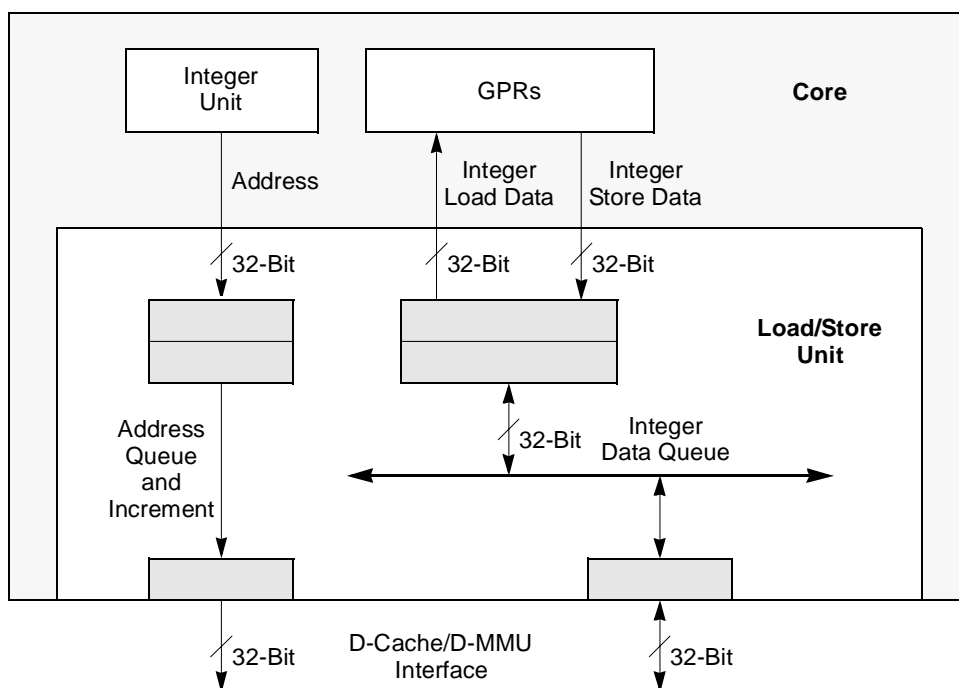 Integer
Unit
GPRs
Core
Address
Integer
Load Data
Integer
Store Data
32-Bit
32-Bit
32-Bit
Load/Store
Unit
Address
Queue
and
Increment
32-Bit
Integer
Data Queue
32-Bit
D-Cache/D-MMU
Interface
32-Bit